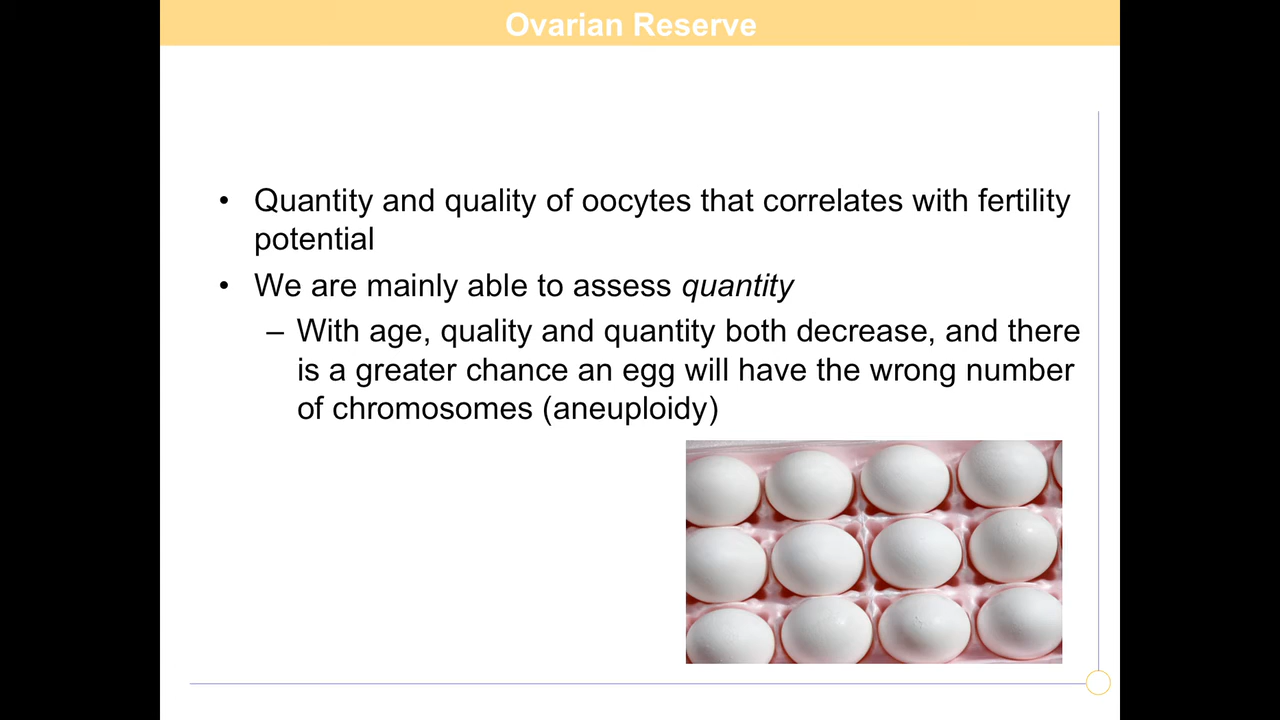 Ovarian Reserve
• Quantity and quality of oocytes that correlates with fertility
potential
• We are mainly able to assess quantity
– With age, quality and quantity both decrease, and there
is a greater chance an egg will have the wrong number
of chromosomes (aneuploidy)